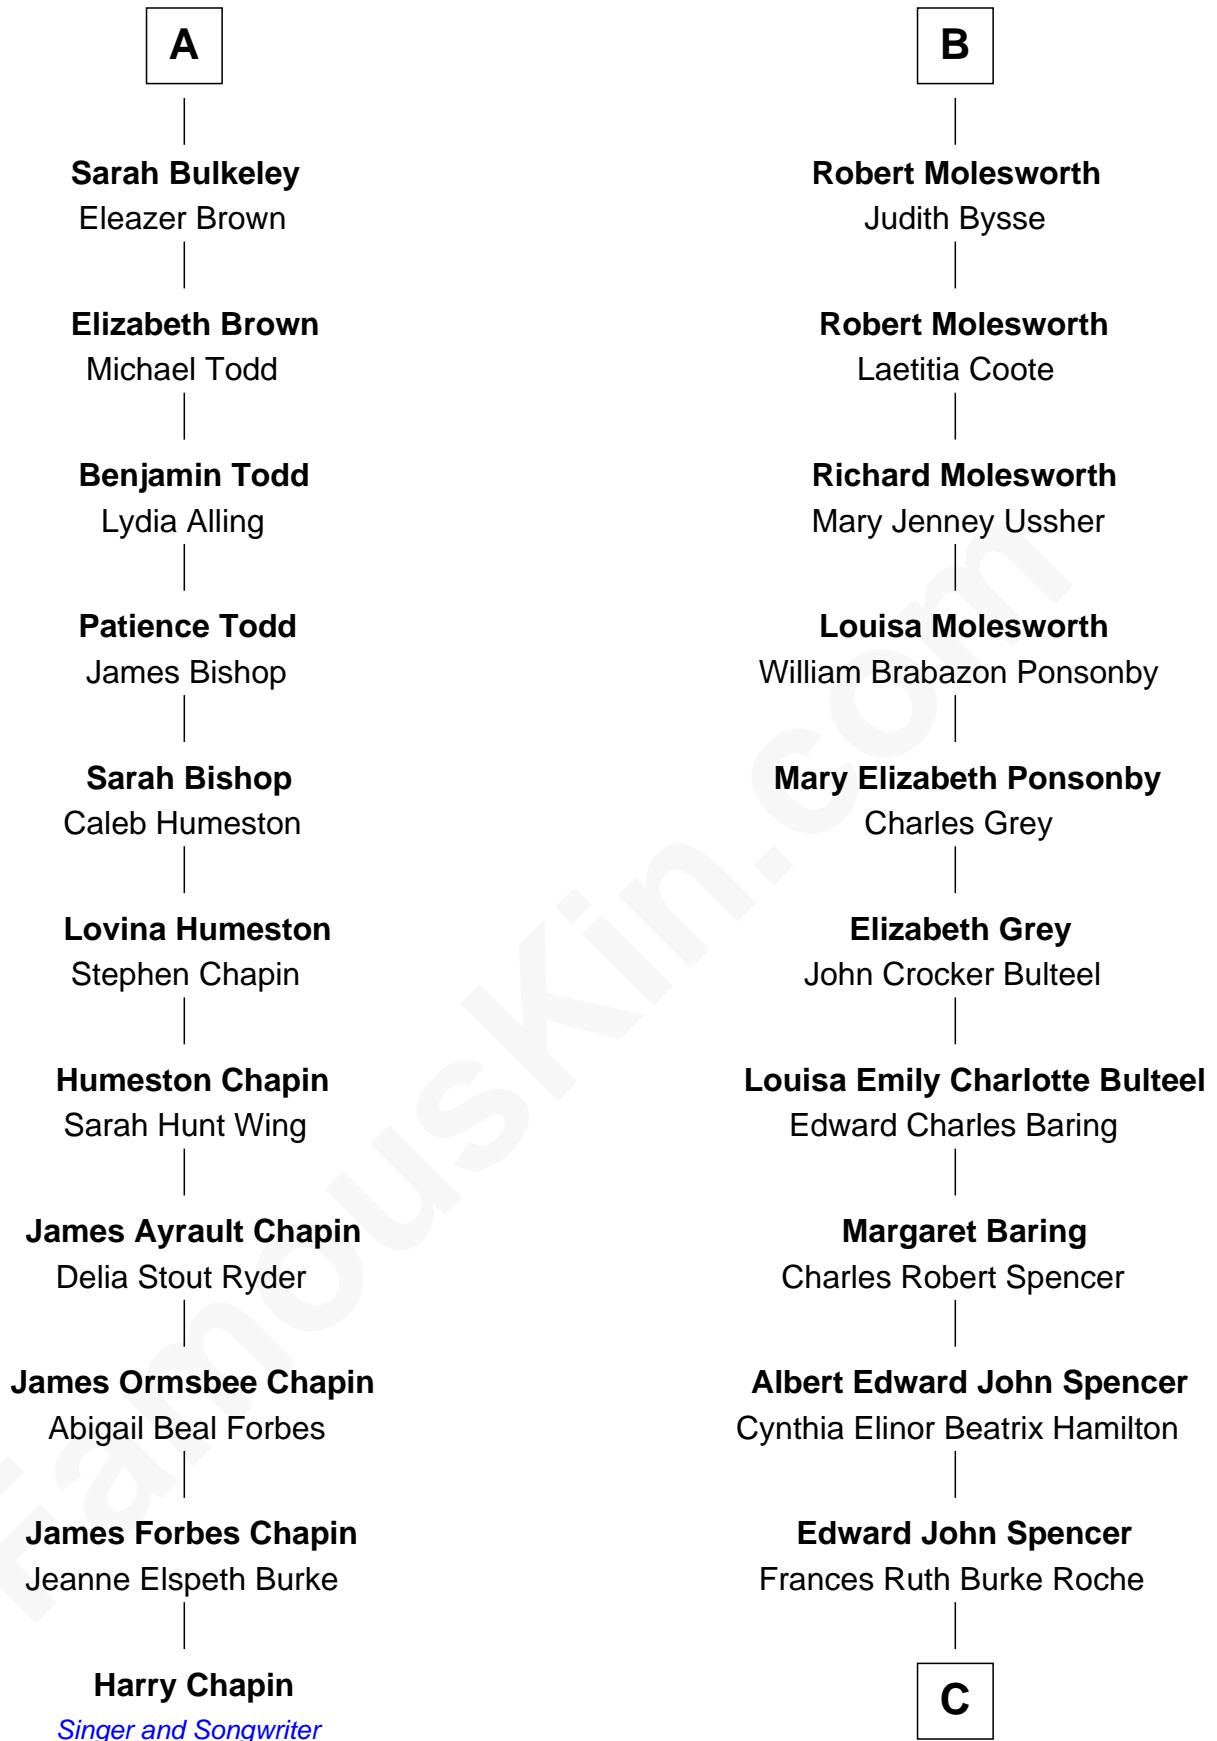 A
Sarah Bulkeley
Eleazer Brown
Elizabeth Brown
Michael Todd
Benjamin Todd
Lydia Alling
Patience Todd
James Bishop
Sarah Bishop
Caleb Humeston
Lovina Humeston
Stephen Chapin
Humeston Chapin
Sarah Hunt Wing
James Ayrault Chapin
Delia Stout Ryder
James Ormsbee Chapin
Abigail Beal Forbes
James Forbes Chapin
Jeanne Elspeth Burke
Harry Chapin
Singer and Songwriter
B
Robert Molesworth
Judith Bysse
Robert Molesworth
Laetitia Coote
Richard Molesworth
Mary Jenney Ussher
Louisa Molesworth
William Brabazon Ponsonby
Mary Elizabeth Ponsonby
Charles Grey
Elizabeth Grey
John Crocker Bulteel
Louisa Emily Charlotte Bulteel
Edward Charles Baring
Margaret Baring
Charles Robert Spencer
Albert Edward John Spencer
Cynthia Elinor Beatrix Hamilton
Edward John Spencer
Frances Ruth Burke Roche
C
FamousKin.com